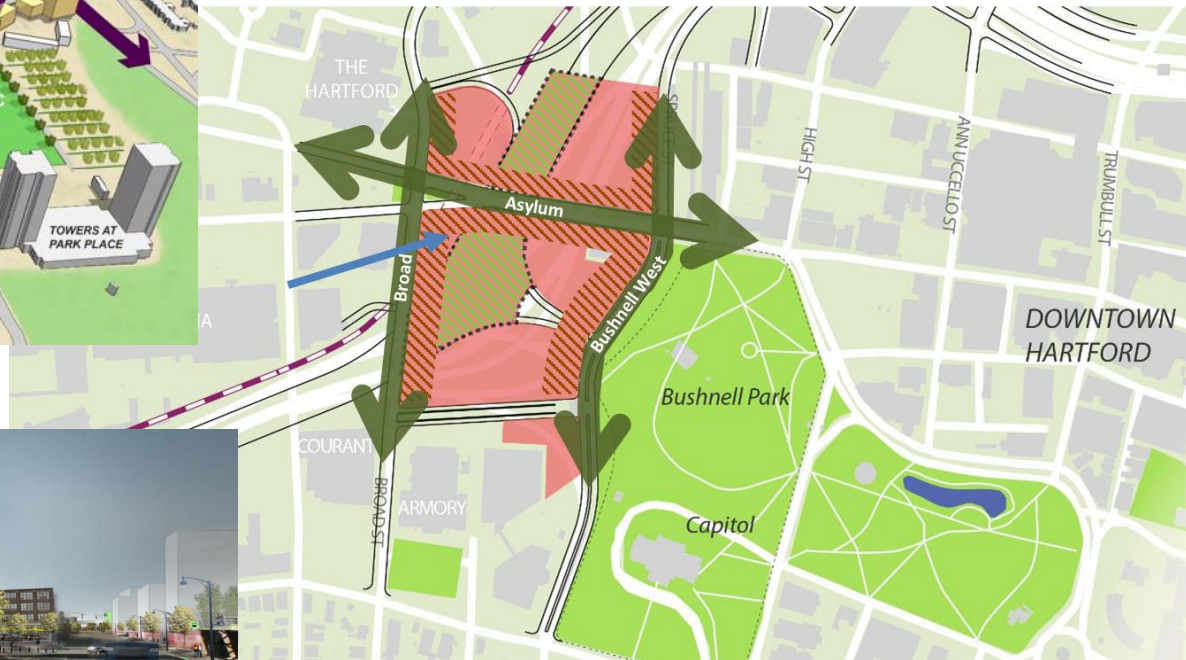 TOWERS AT
PARK PLACE
THE
HARTFORD
HIGH ST
ANN UCCELLO ST
TRUMBULL ST
Asylum
Broad
Bushnell West
DOWNTOWN
HARTFORD
Bushnell Park
COURANT
BROAD ST
ARMORY
Capitol